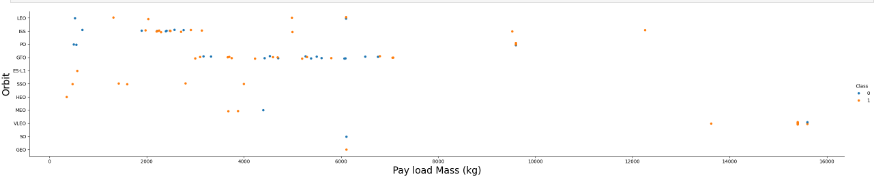 LEO
ISS
PO
GTO
ES-L1
SSO
HEO
MEO
VLEO
SO
GEO
Orbit
0
2000
4000
6000
8000
10000
12000
14000
16000
Pay load Mass (kg)
Class
0
1